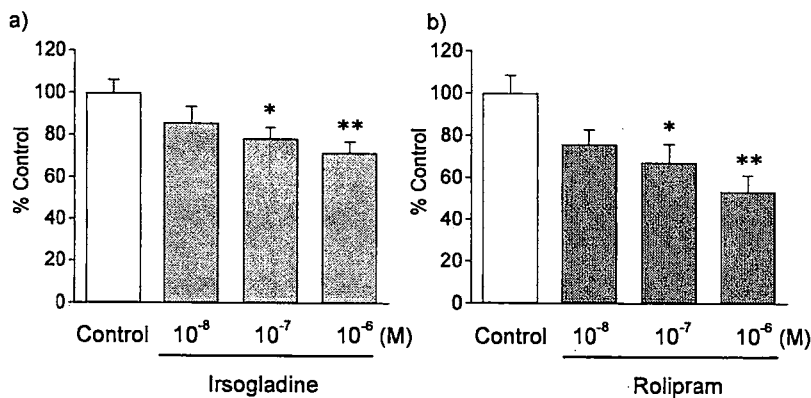 a)
120
100
80
60
40
20
0
% Control
*
**
Control 10⁻⁸ 10⁻⁷ 10⁻⁶ (M)
Irsogladine
b)
120
100
80
60
40
20
0
% Control
*
**
Control 10⁻⁸ 10⁻⁷ 10⁻⁶ (M)
Rolipram